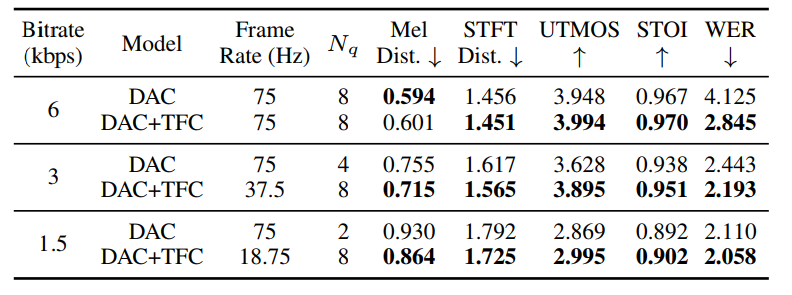 Bitrate (kbps) Model Frame Rate (Hz) N_q Mel Dist. ↓ STFT Dist. ↓ UTMOS ↑ STOI ↑ WER ↓
6 DAC 75 8 0.594 1.456 3.948 0.967 4.125
DAC+TFC 75 8 0.601 1.451 3.994 0.970 2.845
3 DAC 75 4 0.755 1.617 3.628 0.938 2.443
DAC+TFC 37.5 8 0.715 1.565 3.895 0.951 2.193
1.5 DAC 75 2 0.930 1.792 2.869 0.892 2.110
DAC+TFC 18.75 8 0.864 1.725 2.995 0.902 2.058